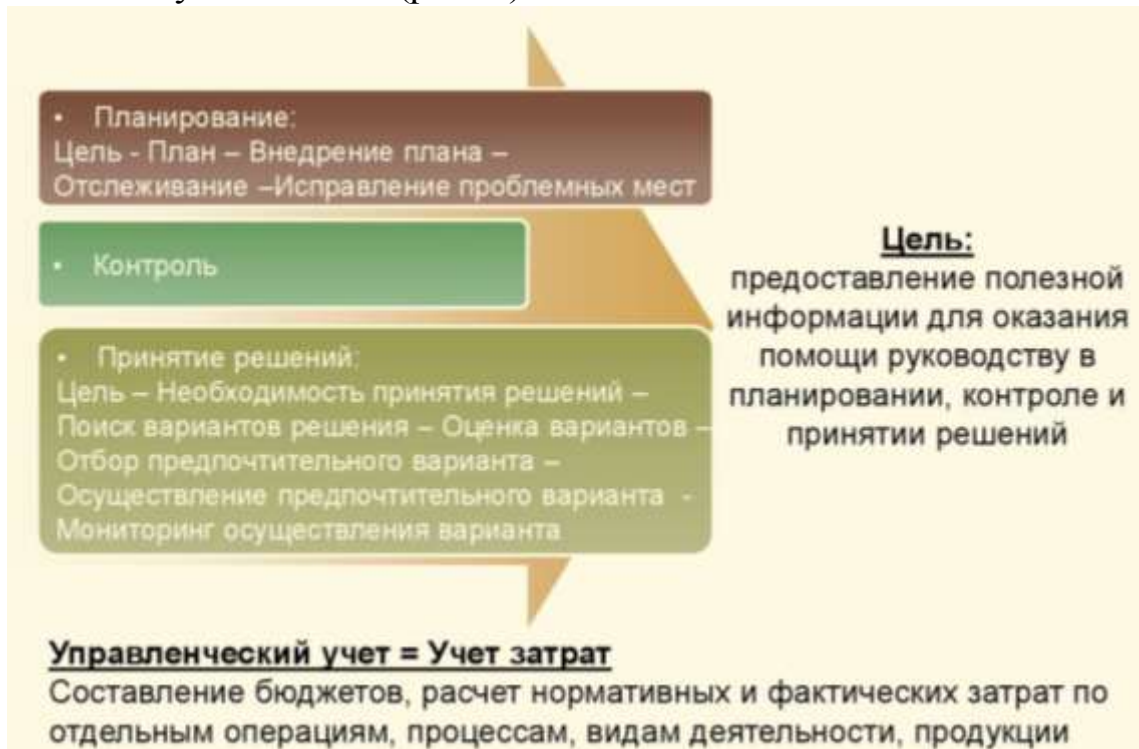 • Планирование:
Цель - План – Внедрение плана –
Отслеживание –Исправление проблемных мест
• Контроль
• Принятие решений:
Цель – Необходимость принятия решений –
Поиск вариантов решения – Оценка вариантов –
Отбор предпочтительного варианта –
Осуществление предпочтительного варианта -
Мониторинг осуществления варианта
Цель:
предоставление полезной
информации для оказания
помощи руководству в
планировании, контроле и
принятии решений
Управленческий учет = Учет затрат
Составление бюджетов, расчет нормативных и фактических затрат по
отдельным операциям, процессам, видам деятельности, продукции